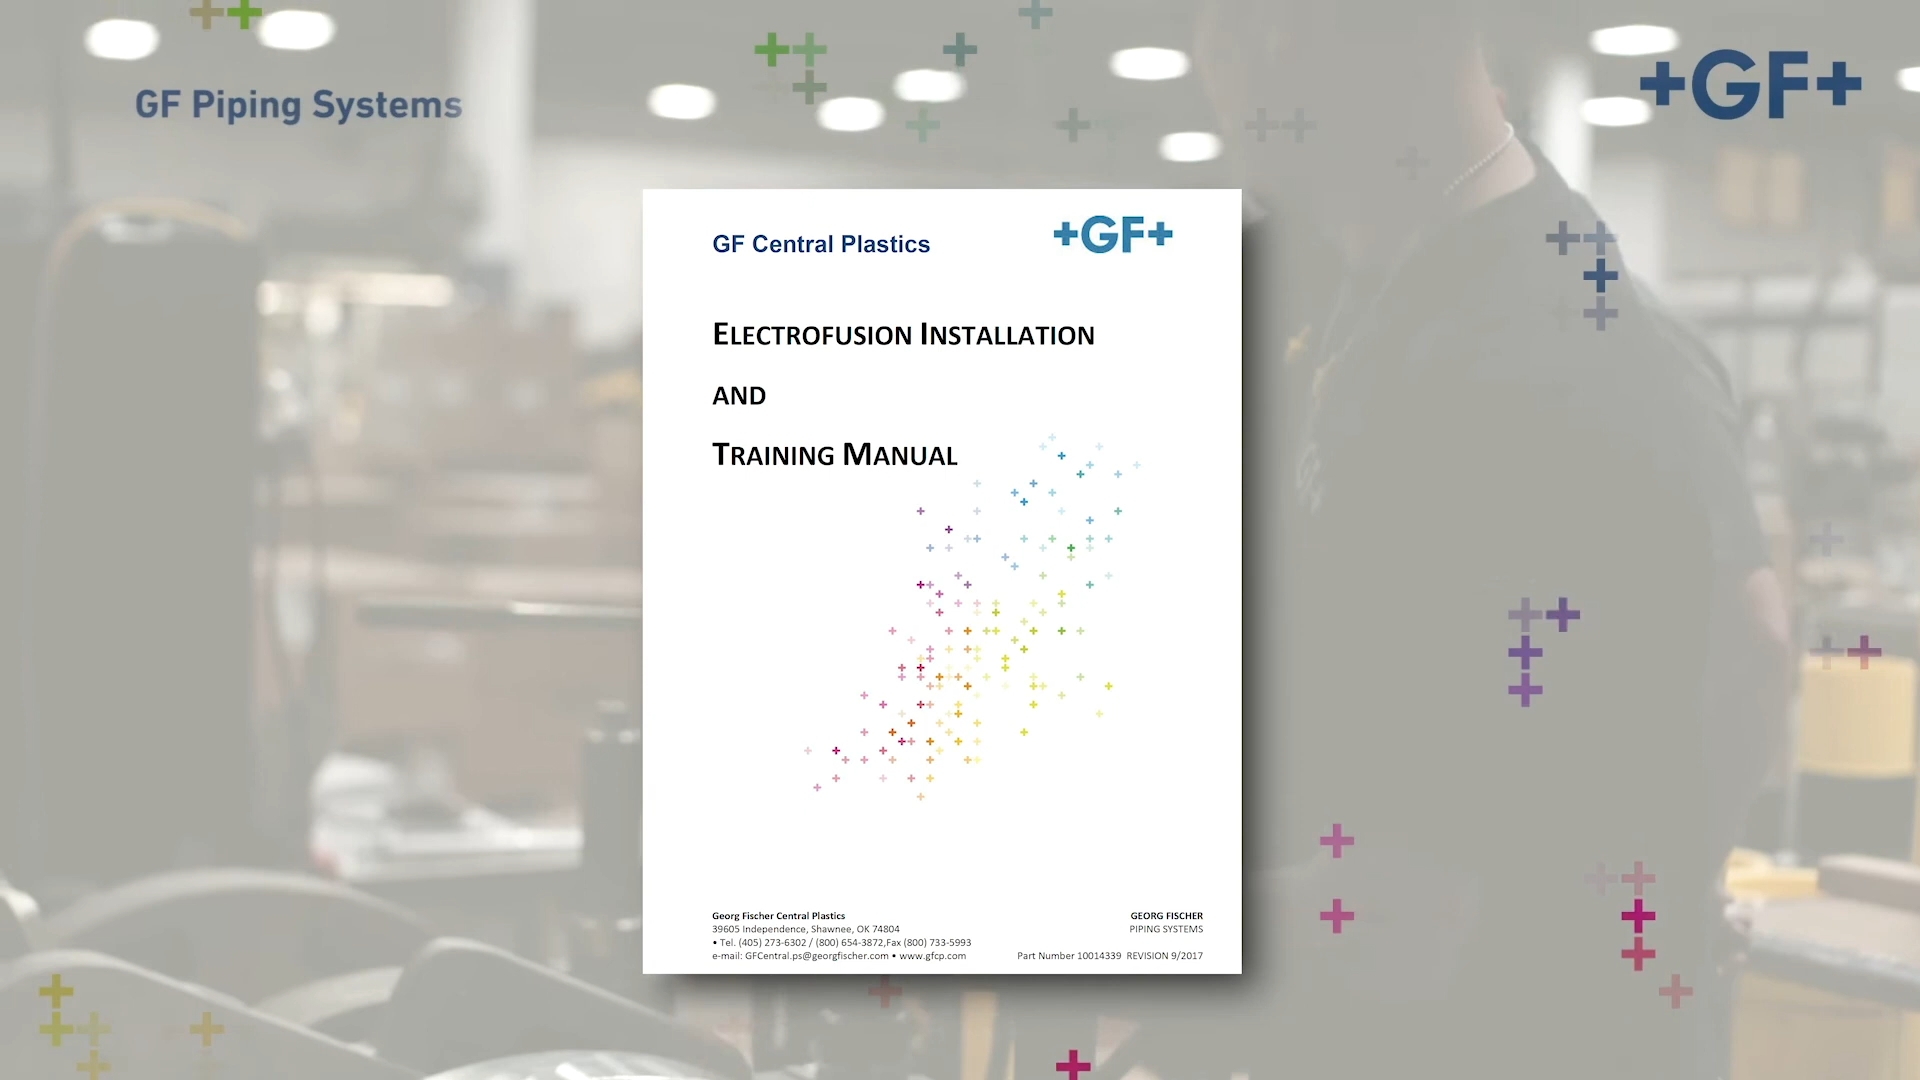 GF Piping Systems
+GF+
GF Central Plastics
+GF+
ELECTROFUSION INSTALLATION
AND
TRAINING MANUAL
Georg Fischer Central Plastics
39605 Independence, Shawnee, OK 74804
• Tel. (405) 273-6302 / (800) 654-3872,Fax (800) 733-5993
e-mail: GFCentral.ps@georgfischer.com • www.gfcp.com
GEORG FISCHER
PIPING SYSTEMS
Part Number 10014339 REVISION 9/2017